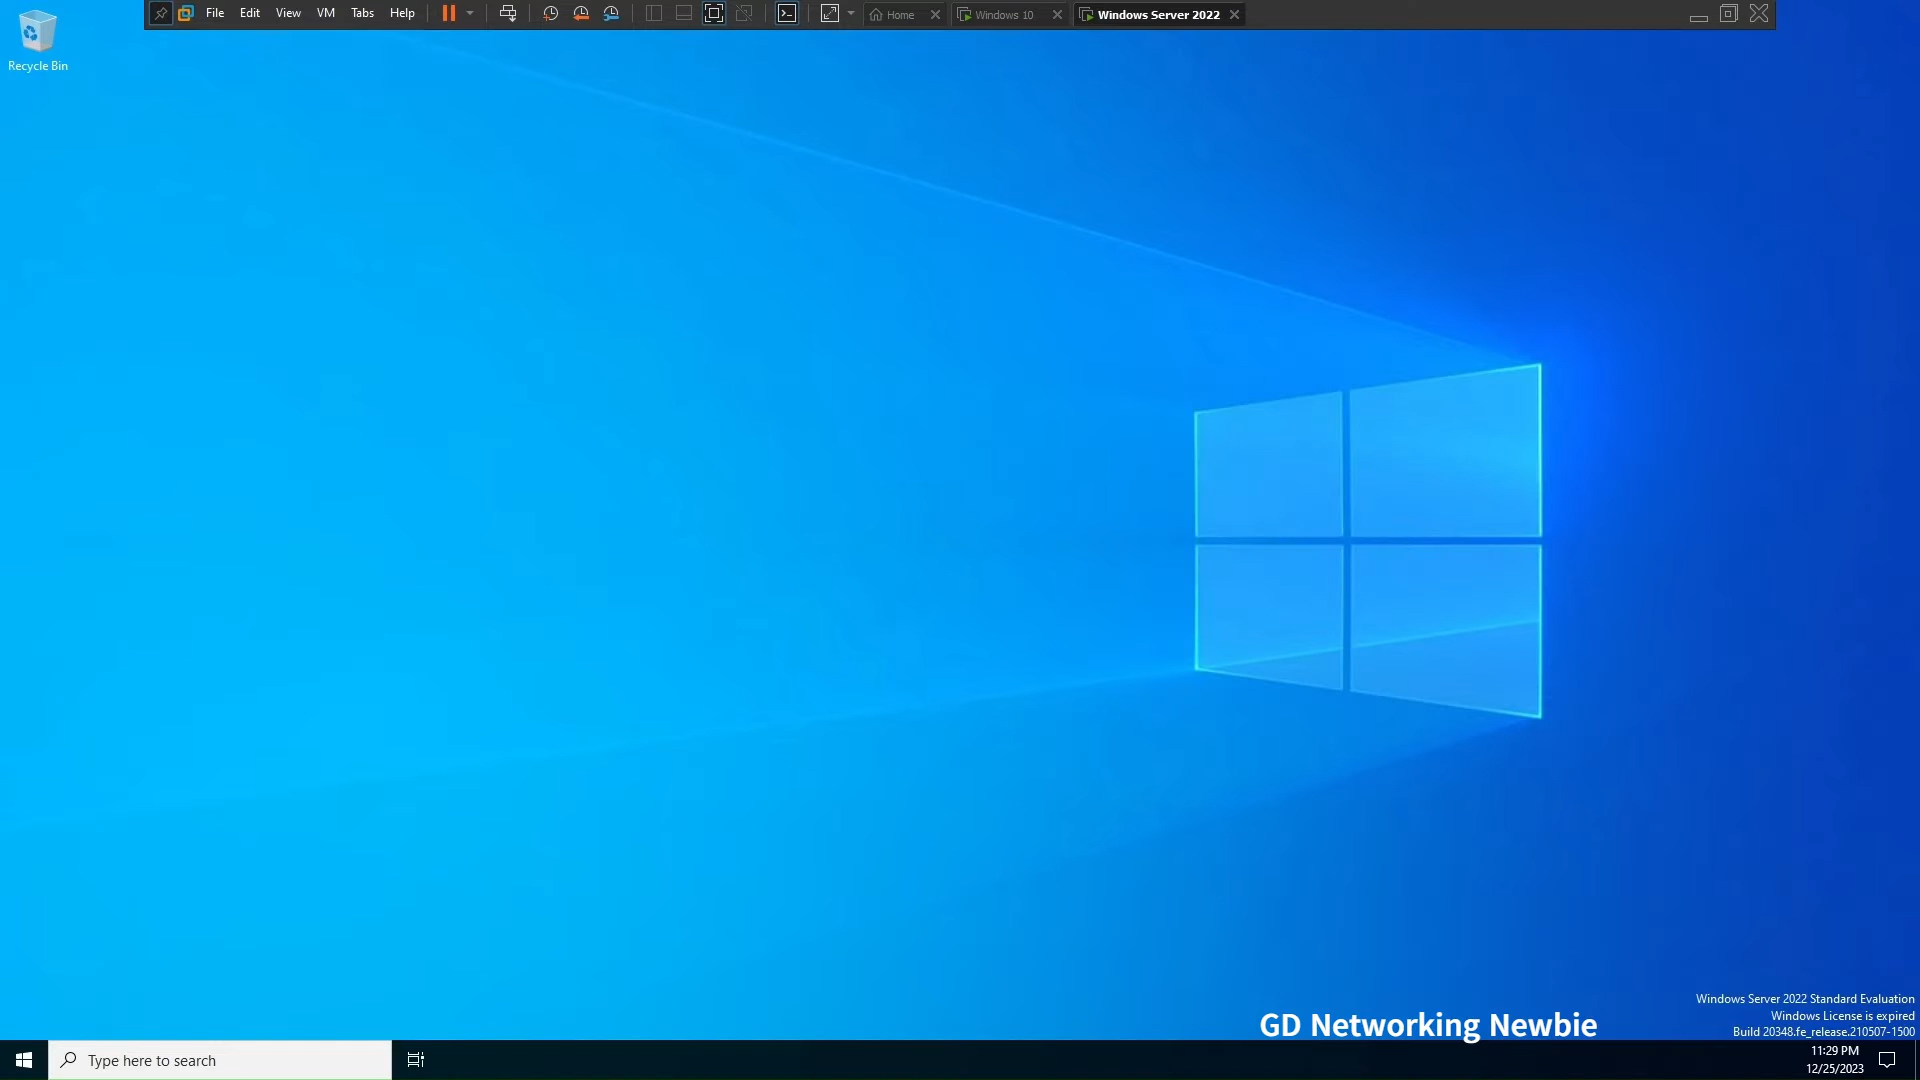 File Edit View VM Tabs Help Home Windows 10 Windows Server 2022
Recycle Bin
Windows Server 2022 Standard Evaluation
Windows License is expired
Build 20348.fe_release.210507-1500
GD Networking Newbie
Type here to search
11:29 PM
12/25/2023